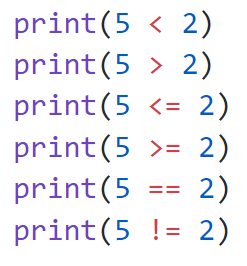 print(5 < 2)
print(5 > 2)
print(5 <= 2)
print(5 >= 2)
print(5 == 2)
print(5 != 2)